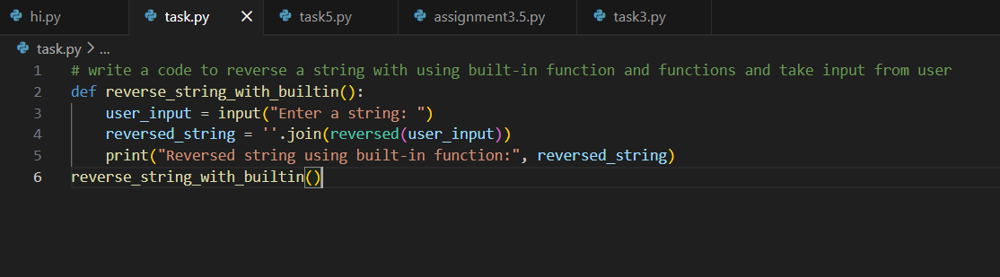 hi.py task.py task5.py assignment3.5.py task3.py
task.py > ...
1 # write a code to reverse a string with using built-in function and functions and take input from user
2 def reverse_string_with_builtin():
3     user_input = input("Enter a string: ")
4     reversed_string = ''.join(reversed(user_input))
5     print("Reversed string using built-in function:", reversed_string)
6 reverse_string_with_builtin()